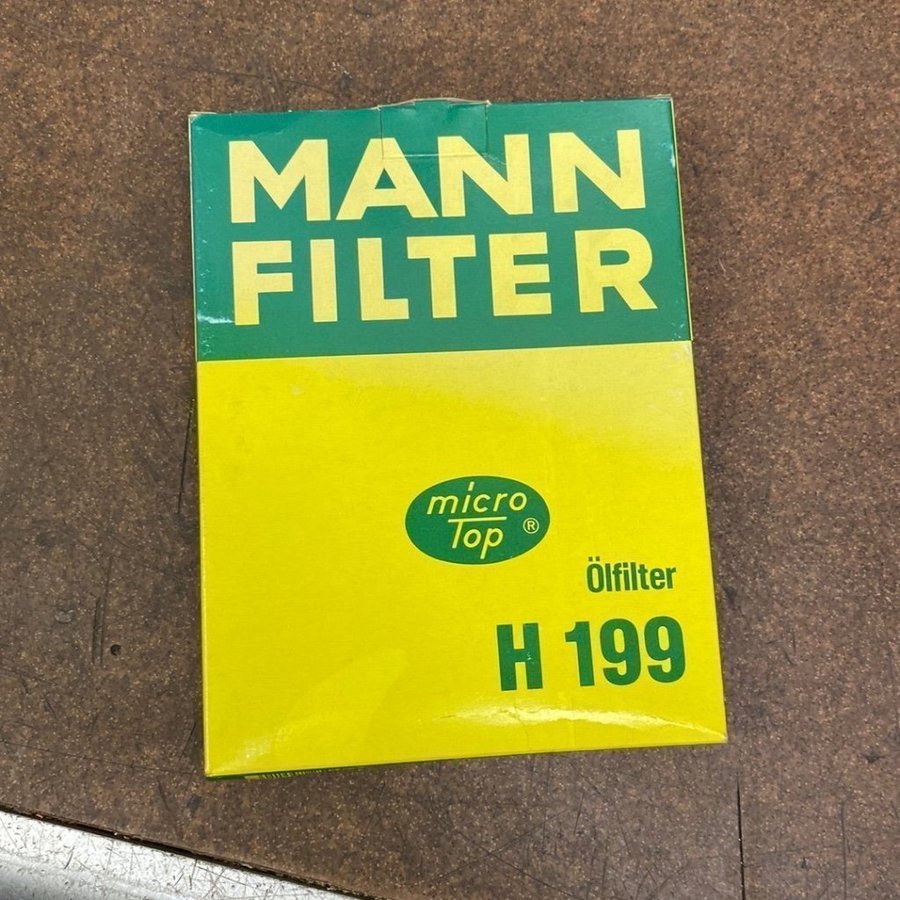 MANN
FILTER
micro
Top ®
Ölfilter
H 199